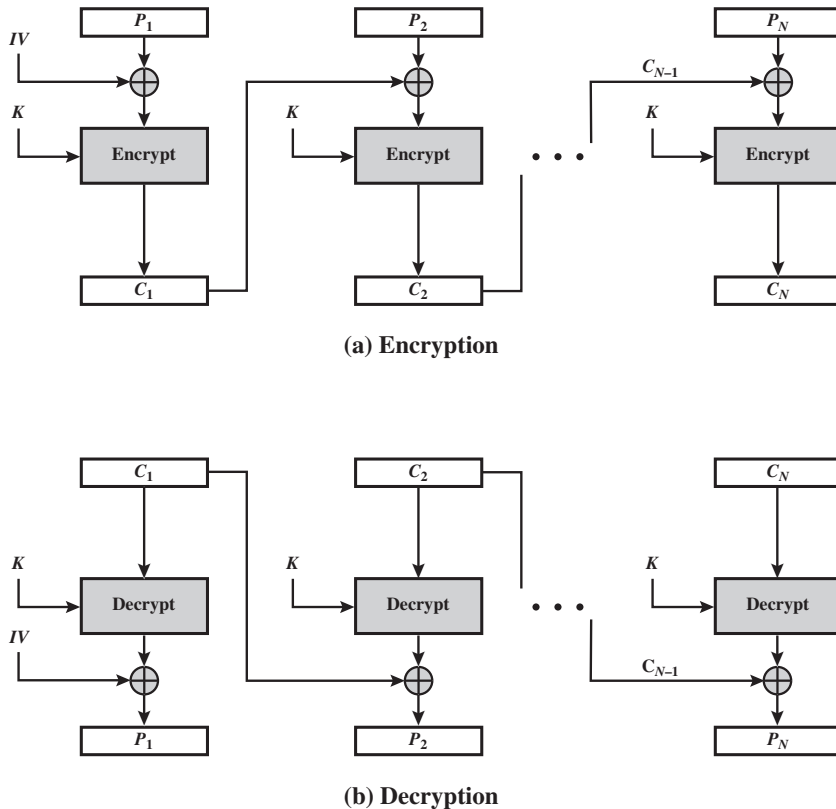 P1 P2 PN
IV
CN–1
K K K
Encrypt Encrypt • • • Encrypt
C1 C2 CN
(a) Encryption
C1 C2 CN
K K K
Decrypt Decrypt • • • Decrypt
IV
CN–1
P1 P2 PN
(b) Decryption